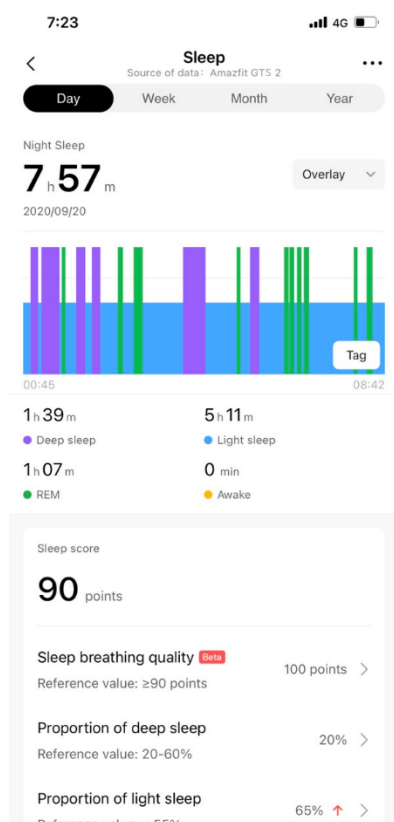 7:23
4G
Sleep
Source of data: Amazfit GTS 2
Day Week Month Year
Night Sleep
7 h 57 m
Overlay
2020/09/20
Tag
00:45 08:42
1 h 39 m 5 h 11 m
Deep sleep Light sleep
1 h 07 m 0 min
REM Awake
Sleep score
90 points
Sleep breathing quality Beta
100 points
Reference value: ≥90 points
Proportion of deep sleep
20%
Reference value: 20-60%
Proportion of light sleep
65% ↑
Reference value: 55%